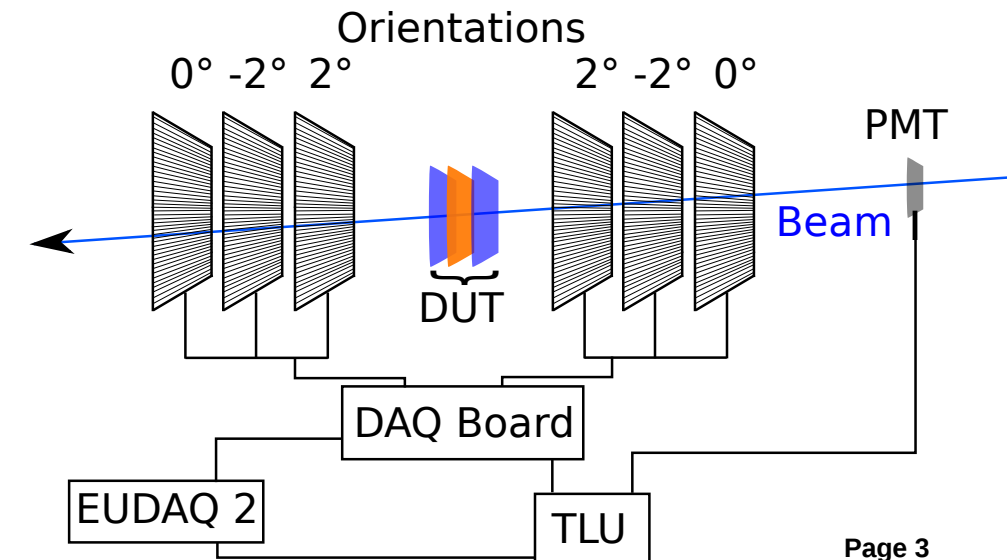 Orientations
0° -2° 2°
2° -2° 0°
PMT
Beam
DUT
DAQ Board
EUDAQ 2
TLU
Page 3